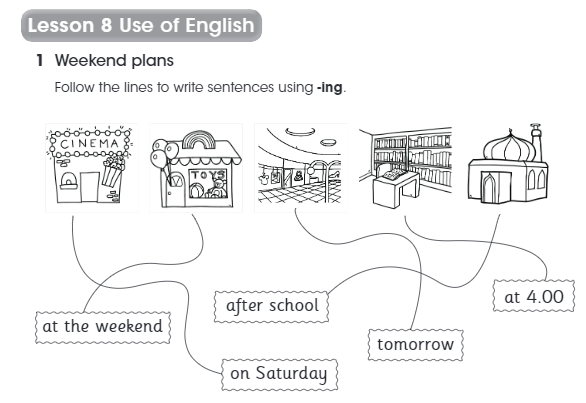 Lesson 8 Use of English
1 Weekend plans
Follow the lines to write sentences using -ing.
CINEMA
TOYS
at the weekend
after school
at 4.00
tomorrow
on Saturday